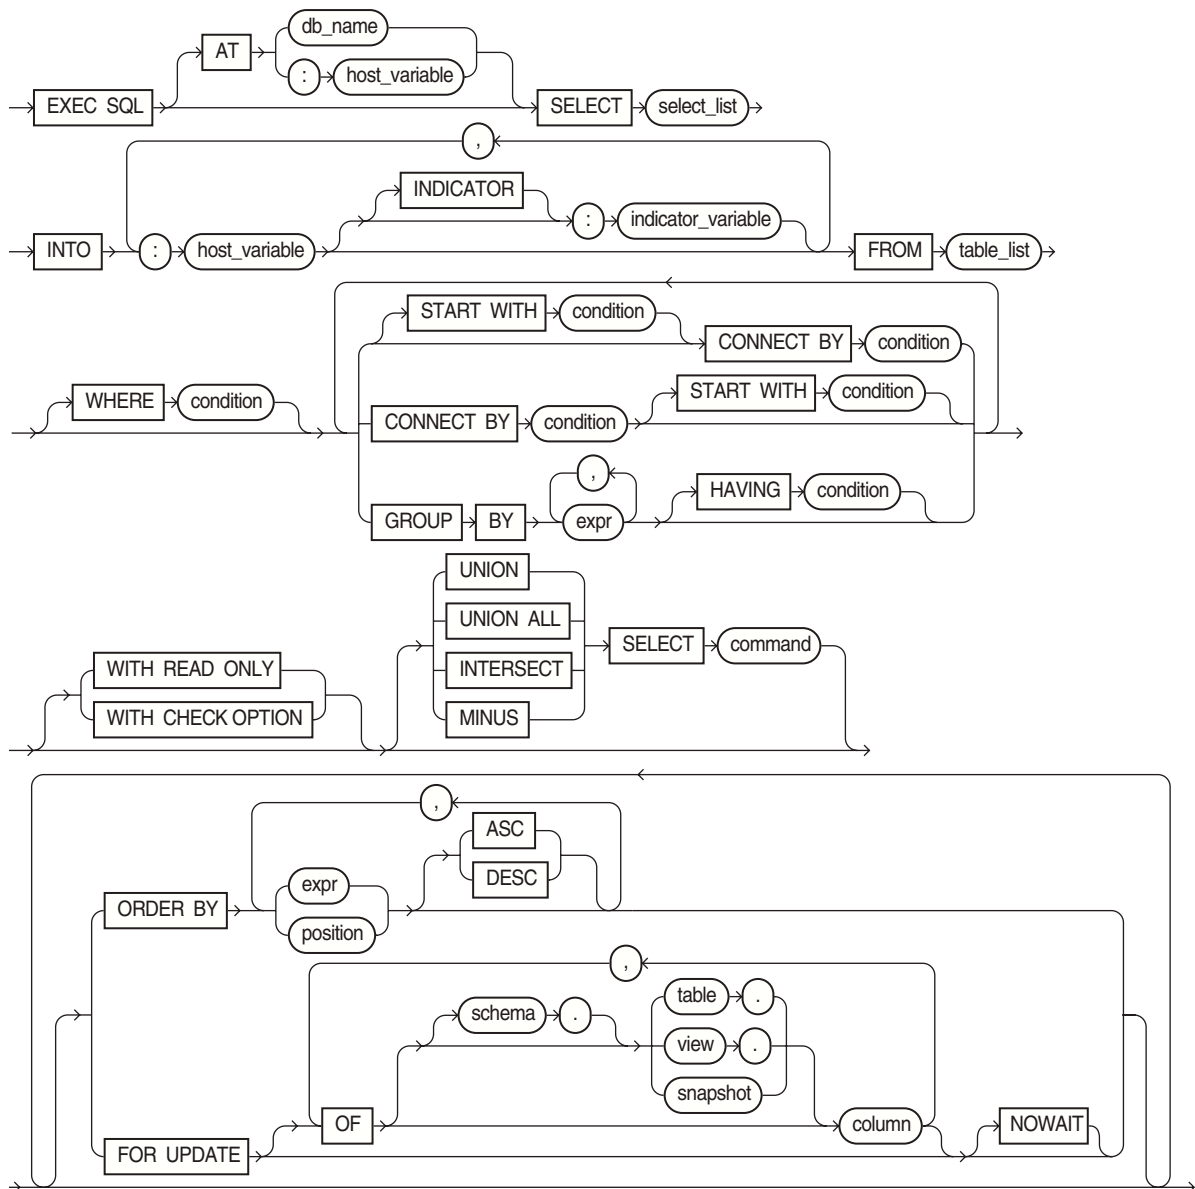 db_name
AT
: host_variable
EXEC SQL SELECT select_list
,
INDICATOR
: indicator_variable
INTO : host_variable FROM table_list
START WITH condition
CONNECT BY condition
START WITH condition
WHERE condition
CONNECT BY condition
,
HAVING condition
GROUP BY expr
UNION
UNION ALL
SELECT command
WITH READ ONLY INTERSECT
WITH CHECK OPTION MINUS
,
ASC
DESC
expr
ORDER BY
position
,
table .
schema .
view .
snapshot
OF column NOWAIT
FOR UPDATE